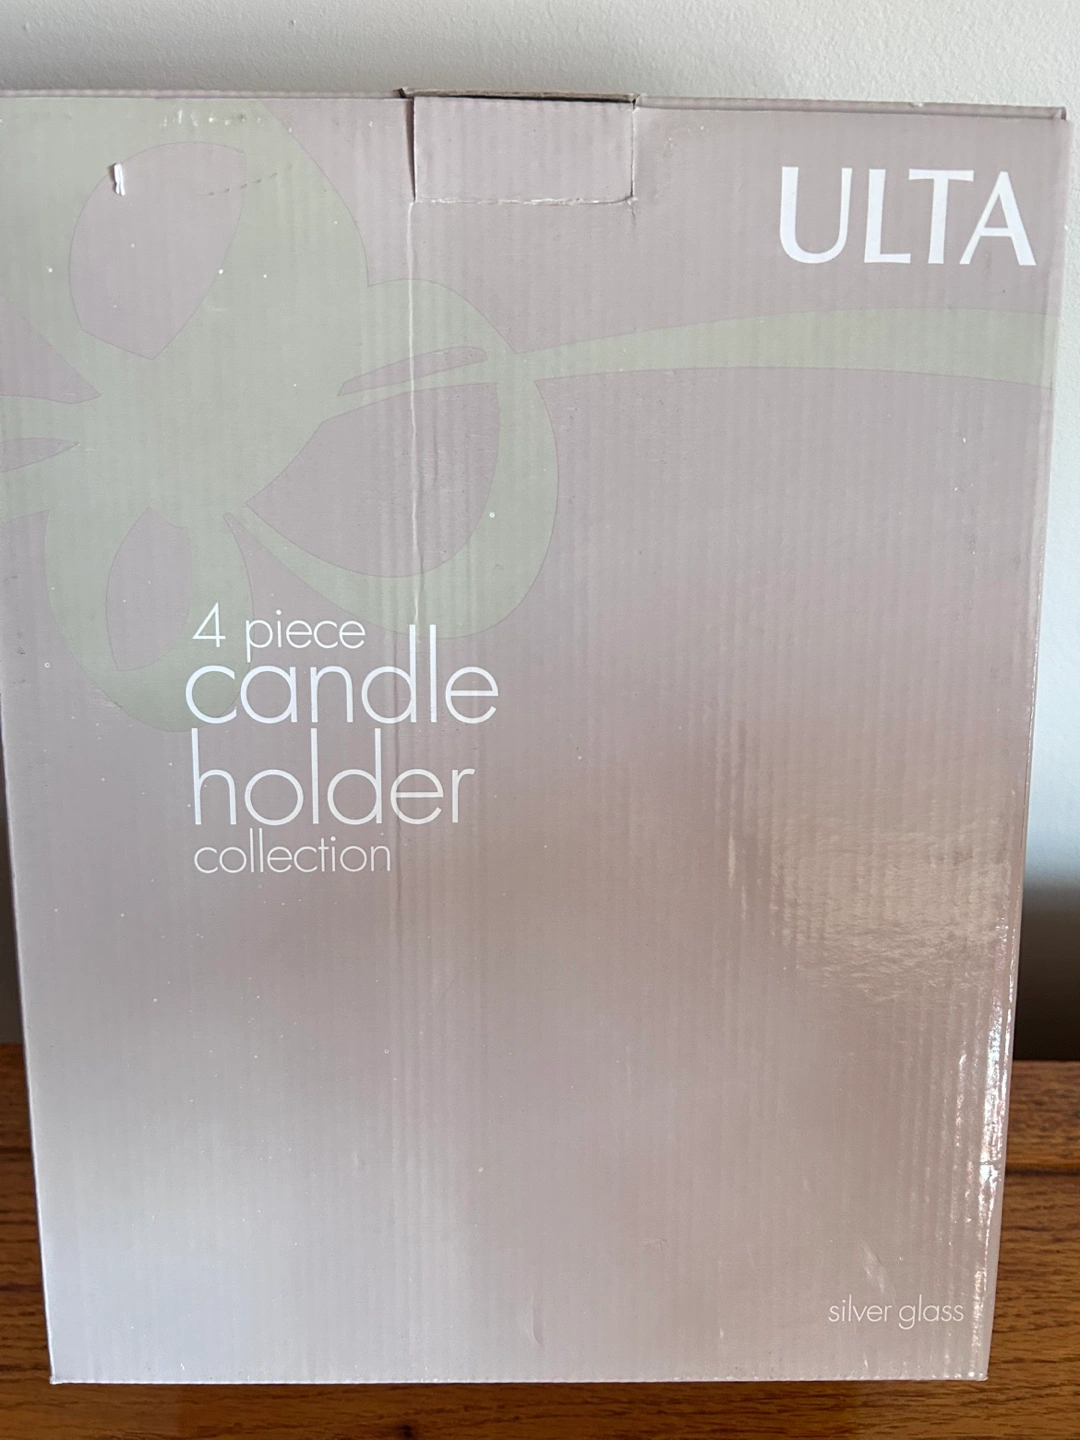 ULTA
4 piece
candle
holder
collection
silver glass